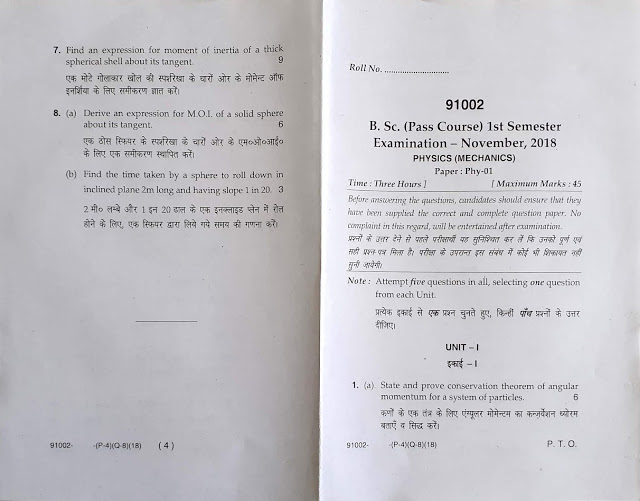 7. Find an expression for moment of inertia of a thick
spherical shell about its tangent. 9
एक मोटे गोलाकार खोल की स्पर्शरेखा के चारों ओर के मोमेन्ट ऑफ
इनर्शिया के लिए समीकरण ज्ञात करें।
8. (a) Derive an expression for M.O.I. of a solid sphere
about its tangent. 6
एक ठोस स्फियर के स्पर्शरेखा के चारों ओर के एम०ओ०आई०
के लिए एक समीकरण स्थापित करें।
(b) Find the time taken by a sphere to roll down in
inclined plane 2m long and having slope 1 in 20. 3
2 मी० लम्बे और 1 इन 20 ढाल के एक इनक्लाइड प्लेन में रौल
होने के लिए, एक स्फियर द्वारा लिये गये समय की गणना करें।
91002- -(P-4)(Q-8)(18) (4)
Roll No. ............................
91002
B. Sc. (Pass Course) 1st Semester
Examination – November, 2018
PHYSICS (MECHANICS)
Paper : Phy-01
Time : Three Hours ] [ Maximum Marks : 45
Before answering the questions, candidates should ensure that they
have been supplied the correct and complete question paper. No
complaint in this regard, will be entertained after examination.
प्रश्नों के उत्तर देने से पहले परीक्षार्थी यह सुनिश्चित कर लें कि उनको पूर्ण एवं
सही प्रश्न-पत्र मिला है। परीक्षा के उपरान्त इस संबंध में कोई भी शिकायत नहीं
सुनी जायेगी।
Note : Attempt five questions in all, selecting one question
from each Unit.
प्रत्येक इकाई से एक प्रश्न चुनते हुए, किन्हीं पाँच प्रश्नों के उत्तर
दीजिए।
UNIT – I
इकाई – I
1. (a) State and prove conservation theorem of angular
momentum for a system of particles. 6
कणों के एक तंत्र के लिए एंग्यूलर मोमेन्टम का कन्जर्वेशन थ्योरम
बताएँ व सिद्ध करें।
91002- -(P-4)(Q-8)(18) P. T. O.